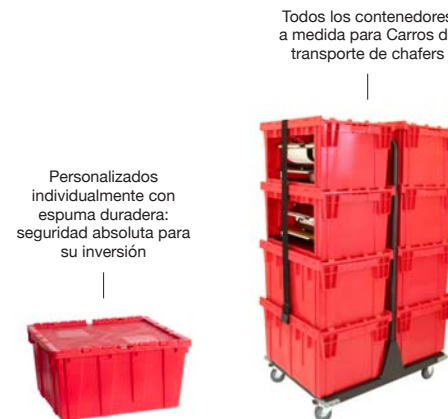 Todos los contenedores
a medida para Carros d
transporte de chafers
Personalizados
individualmente con
espuma duradera:
seguridad absoluta para
su inversión